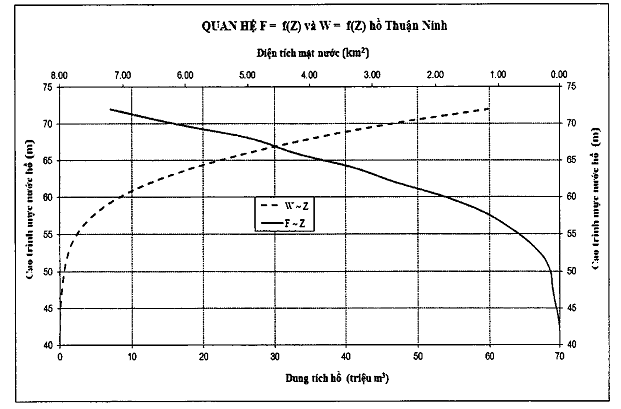 QUAN HỆ F = f(Z) và W = f(Z) hồ Thuận Ninh
Diện tích mặt nước (km²)
8.00 7.00 6.00 5.00 4.00 3.00 2.00 1.00 0.00
Cao trình mực nước hồ (m)
75
70
65
60
55
50
45
40
W ~ Z
F ~ Z
75
70
65
60
55
50
45
40
Cao trình mực nước hồ (m)
0 10 20 30 40 50 60 70
Dung tích hồ (triệu m³)